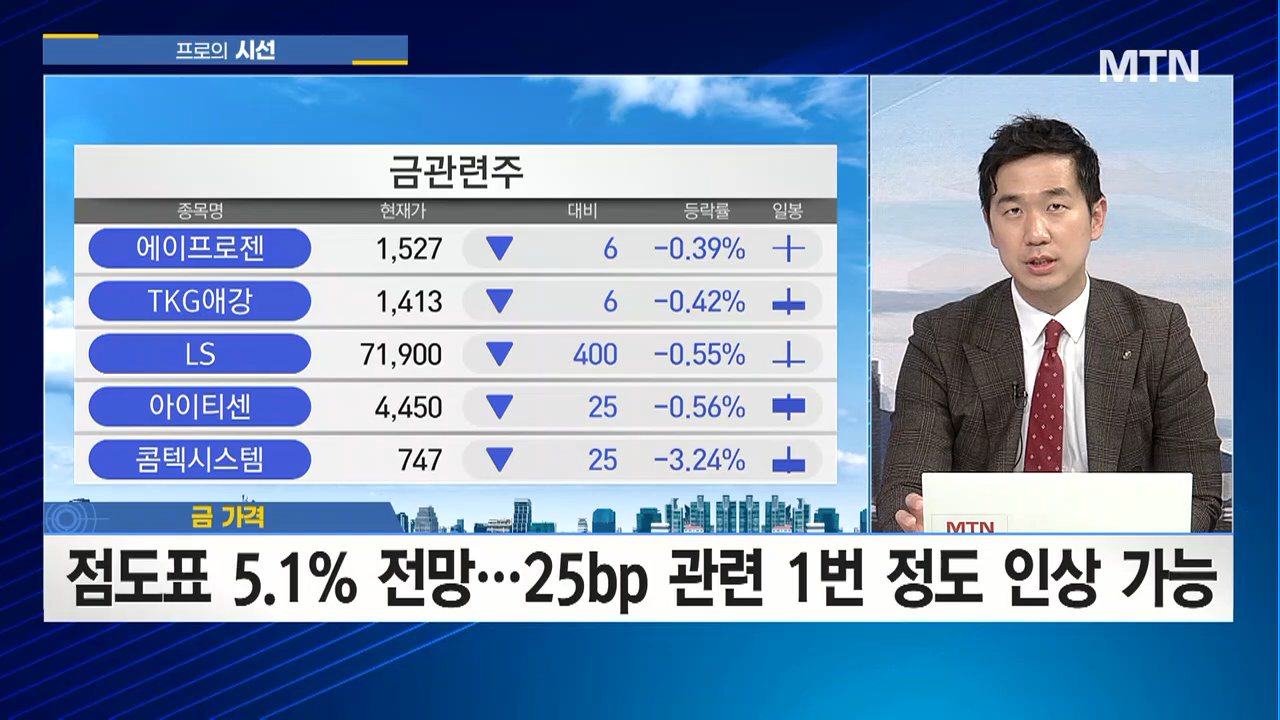 프로의 시선
MTN
금관련주
종목명 현재가 대비 등락률 일봉
에이프로젠 1,527 ▼ 6 -0.39%
TKG애강 1,413 ▼ 6 -0.42%
LS 71,900 ▼ 400 -0.55%
아이티센 4,450 ▼ 25 -0.56%
콤텍시스템 747 ▼ 25 -3.24%
MTN
금 가격
점도표 5.1% 전망…25bp 관련 1번 정도 인상 가능